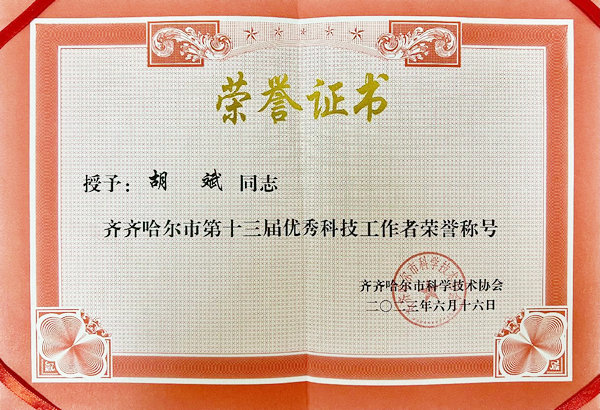 荣誉证书
授予：胡 斌 同志
齐齐哈尔市第十三届优秀科技工作者荣誉称号
齐齐哈尔市科学技术协会
二〇二三年六月十六日